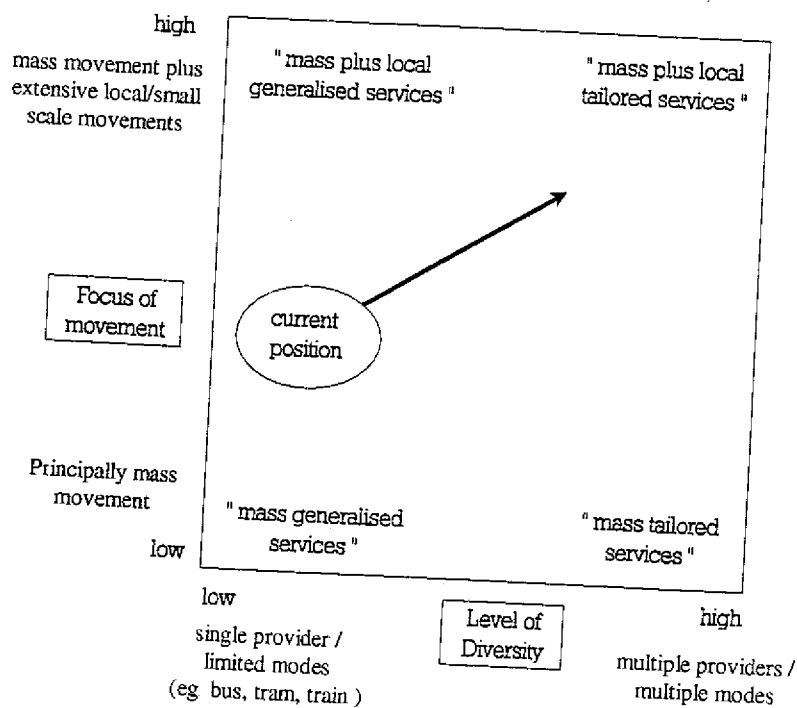 high
mass movement plus
extensive local/small
scale movements
" mass plus local
generalised services "
" mass plus local
tailored services "
Focus of
movement
current
position
Principally mass
movement
low
" mass generalised
services "
" mass tailored
services "
low
single provider /
limited modes
(eg bus, tram, train )
Level of
Diversity
high
multiple providers /
multiple modes